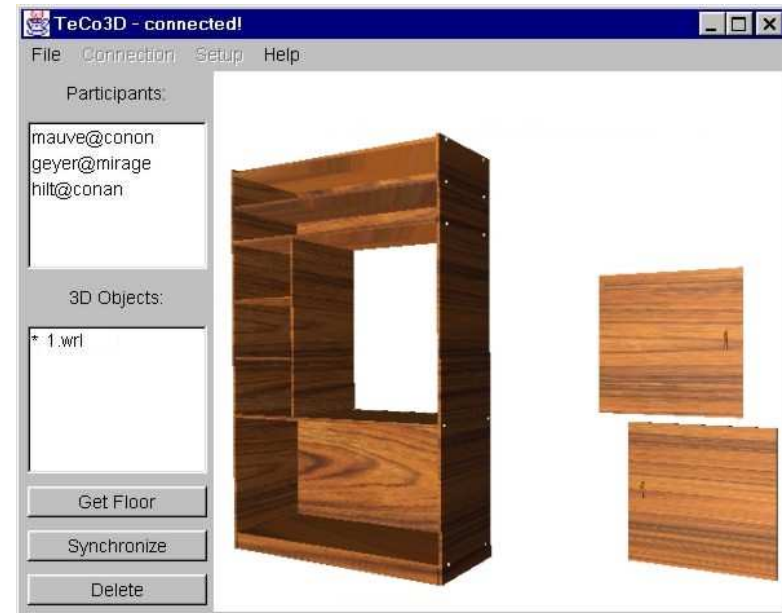 TeCo3D - connected!
File Connection Setup Help
Participants:
mauve@conon
geyer@mirage
hilt@conan
3D Objects:
* 1.wrl
Get Floor
Synchronize
Delete